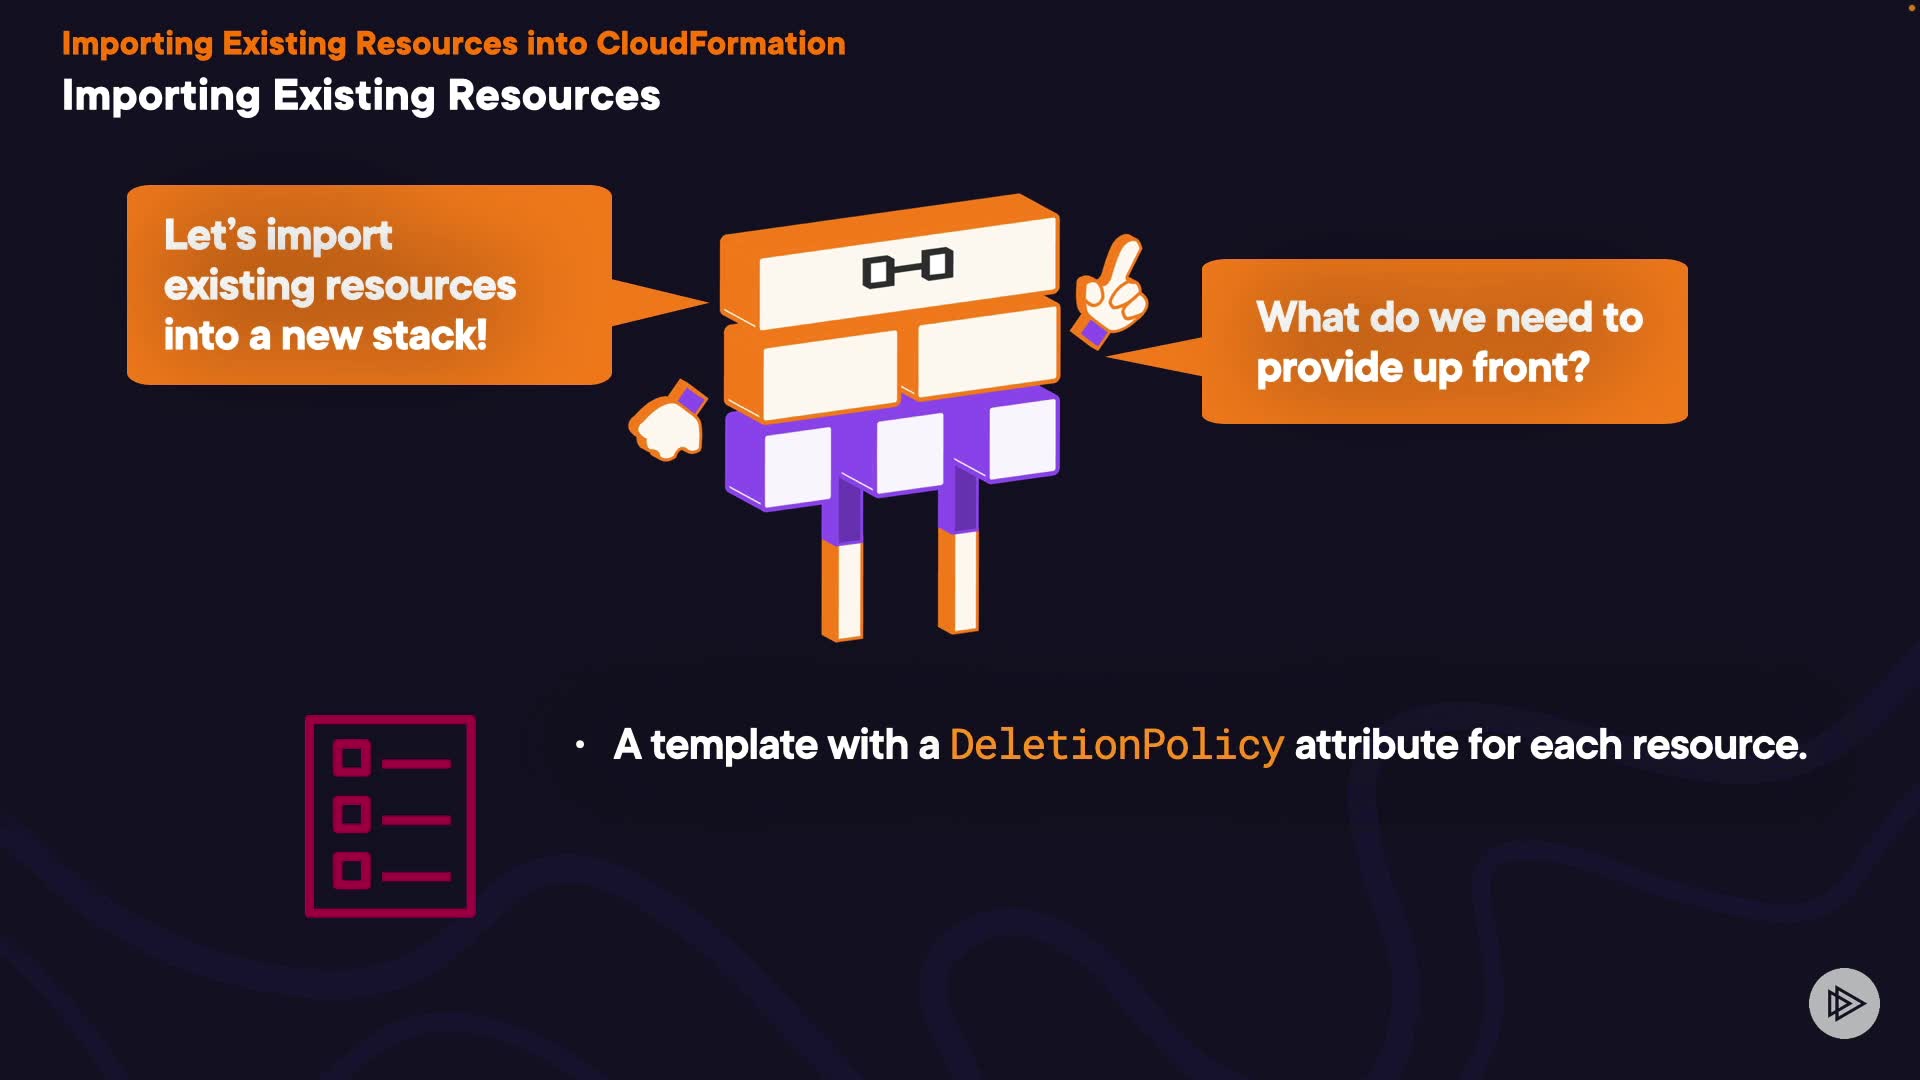 Importing Existing Resources into CloudFormation
Importing Existing Resources
Let’s import
existing resources
into a new stack!
What do we need to
provide up front?
• A template with a DeletionPolicy attribute for each resource.